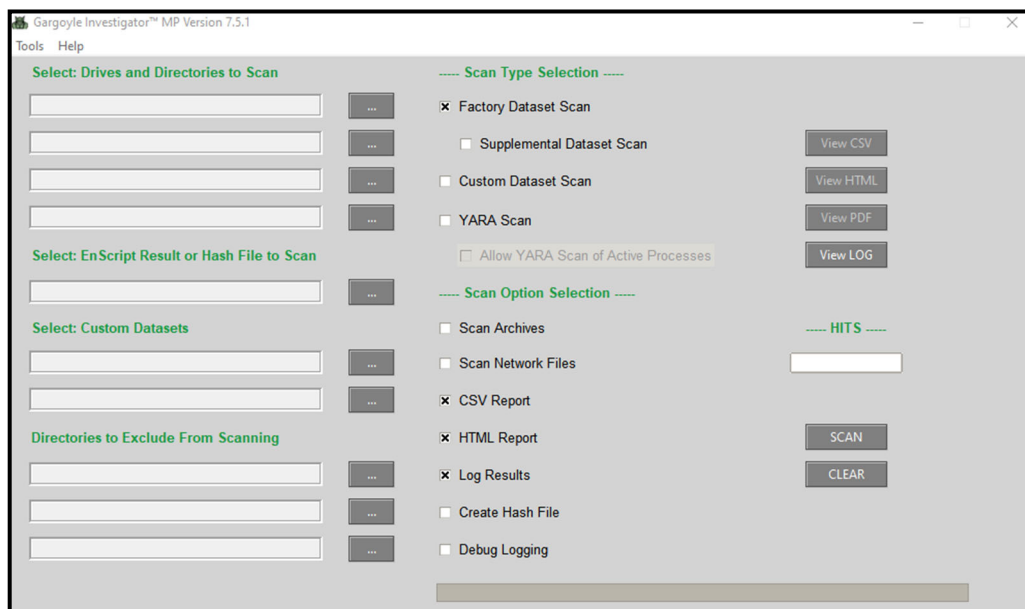 Gargoyle Investigator™ MP Version 7.5.1
Tools Help
Select: Drives and Directories to Scan
...
...
...
...
Select: EnScript Result or Hash File to Scan
...
Select: Custom Datasets
...
...
Directories to Exclude From Scanning
...
...
...
----- Scan Type Selection -----
Factory Dataset Scan
Supplemental Dataset Scan
Custom Dataset Scan
YARA Scan
Allow YARA Scan of Active Processes
----- Scan Option Selection -----
Scan Archives
Scan Network Files
CSV Report
HTML Report
Log Results
Create Hash File
Debug Logging
View CSV
View HTML
View PDF
View LOG
----- HITS -----
SCAN
CLEAR